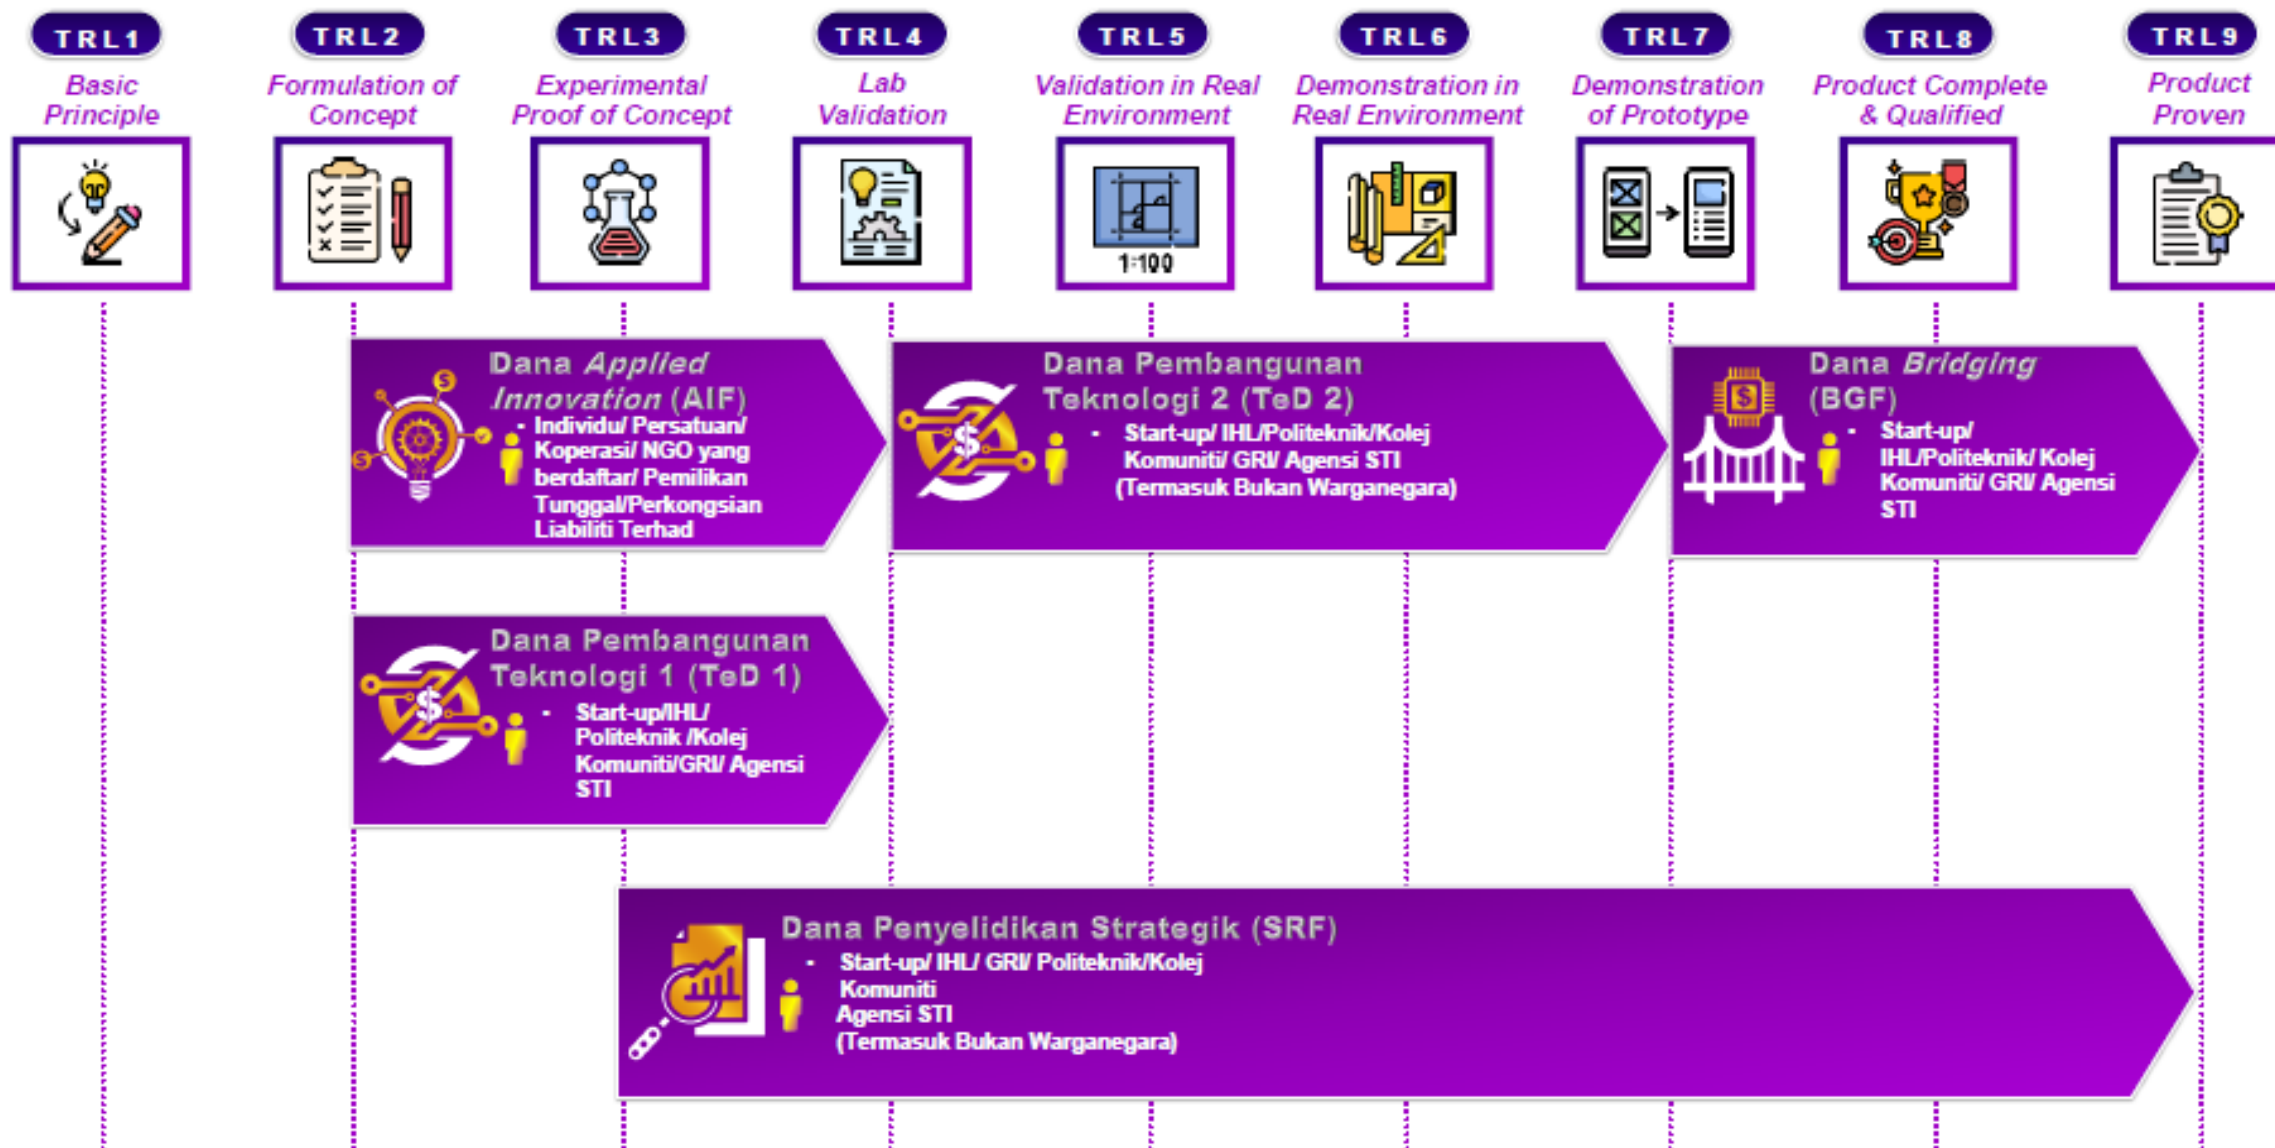 TRL1
Basic
Principle
TRL2
Formulation of
Concept
TRL3
Experimental
Proof of Concept
TRL4
Lab
Validation
TRL5
Validation in Real
Environment
1:100
TRL6
Demonstration in
Real Environment
TRL7
Demonstration
of Prototype
TRL8
Product Complete
& Qualified
TRL9
Product
Proven
Dana Applied
Innovation (AIF)
- Individu/ Persatuan/
Koperasi/ NGO yang
berdaftar/ Pemilikan
Tunggal/Perkongsian
Liabiliti Terhad
Dana Pembangunan
Teknologi 2 (TeD 2)
- Start-up/ IHL/Politeknik/Kolej
Komuniti/ GRI/ Agensi STI
(Termasuk Bukan Warganegara)
Dana Bridging
(BGF)
- Start-up/
IHL/Politeknik/ Kolej
Komuniti/ GRI/ Agensi
STI
Dana Pembangunan
Teknologi 1 (TeD 1)
- Start-up/IHL/
Politeknik /Kolej
Komuniti/GRI/ Agensi
STI
Dana Penyelidikan Strategik (SRF)
- Start-up/ IHL/ GRI/ Politeknik/Kolej
Komuniti
Agensi STI
(Termasuk Bukan Warganegara)